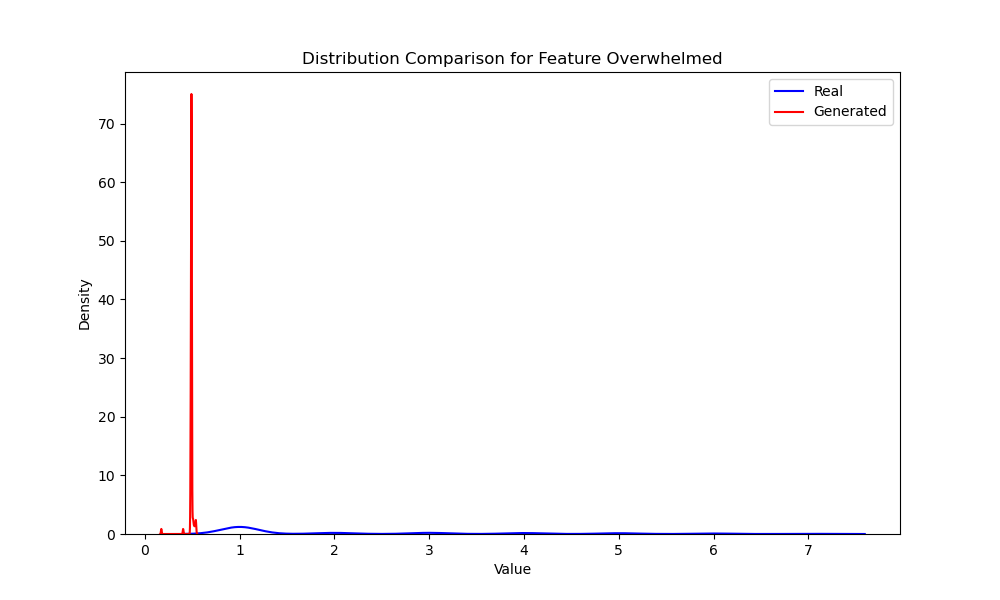 Distribution Comparison for Feature Overwhelmed
Real
Generated
Density
70
60
50
40
30
20
10
0
0 1 2 3 4 5 6 7
Value